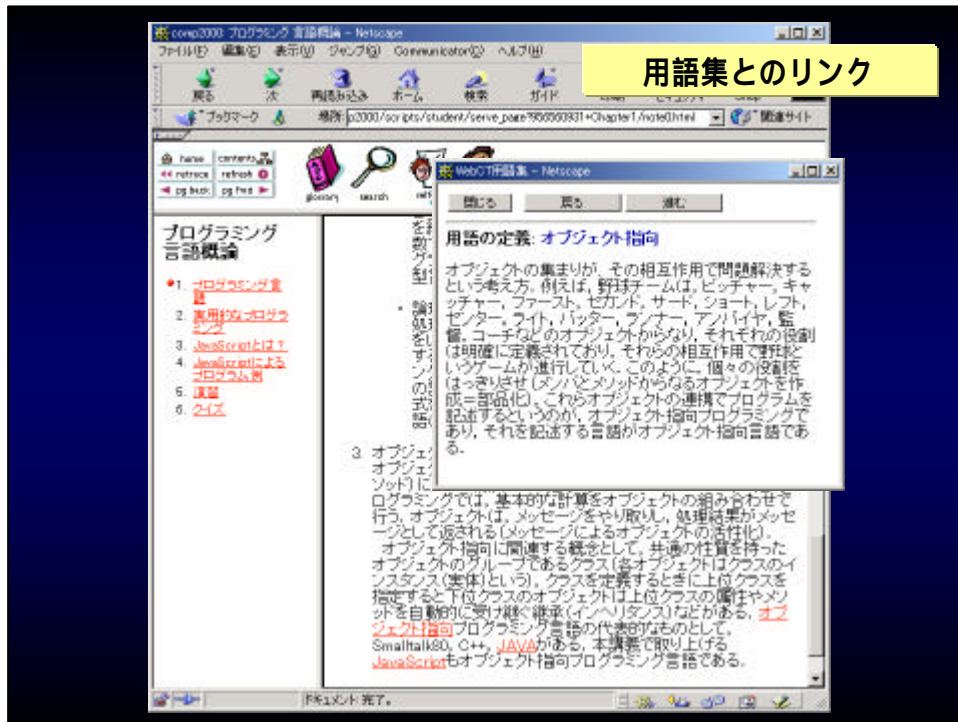 comp2000 プログラミング 言語概論 - Netscape
ファイル(F) 編集(E) 表示(V) ジャンプ(G) Communicator(C) ヘルプ(H)
用語集とのリンク
戻る 次 再読み込み ホーム 検索 ガイド
ブックマーク 場所: p2000/scripts/student/serve_page?956560931+Chapter1/note0.html 関連サイト
home contents
retrace refresh
pg back pg fwd
glossary search
WebCT用語集 - Netscape
閉じる 戻る 進む
用語の定義: オブジェクト指向
オブジェクトの集まりが, その相互作用で問題解決する
という考え方. 例えば, 野球チームは, ピッチャー, キャ
ッチャー, ファースト, セカンド, サード, ショート, レフト,
センター, ライト, バッター, ランナー, アンパイヤ, 監
督, コーチなどのオブジェクトからなり, それぞれの役割
は明確に定義されており, それらの相互作用で野球と
いうゲームが進行していく. このように, 個々の役割を
はっきりさせ(メンバとメソッドからなるオブジェクトを作
成=部品化), これらオブジェクトの連携でプログラムを
記述するというのが, オブジェクト指向プログラミングで
あり, それを記述する言語がオブジェクト指向言語であ
る.
プログラミング
言語概論
1. プログラミング言
語
2. 実用的なプログラ
ミング
3. JavaScriptとは?
4. JavaScriptによる
プログラム例
5. 演習
6. クイズ
3. オブジェ
オブジェ
ソッド)に
ログラミングでは, 基本的な計算をオブジェクトの組み合わせで
行う. オブジェクトは, メッセージをやり取りし, 処理結果がメッセ
ージとして返される(メッセージによるオブジェクトの活性化).
オブジェクト指向に関連する概念として, 共通の性質を持った
オブジェクトのグループであるクラス(各オブジェクトはクラスのイ
ンスタンス(実体)という), クラスを定義するときに上位クラスを
指定すると下位クラスのオブジェクトは上位クラスの属性やメソ
ッドを自動的に受け継ぐ継承(インヘリタンス)などがある. オブ
ジェクト指向プログラミング言語の代表的なものとして,
Smalltalk80, C++, JAVAがある. 本講義で取り上げる
JavaScriptもオブジェクト指向プログラミング言語である.
ドキュメント: 完了.